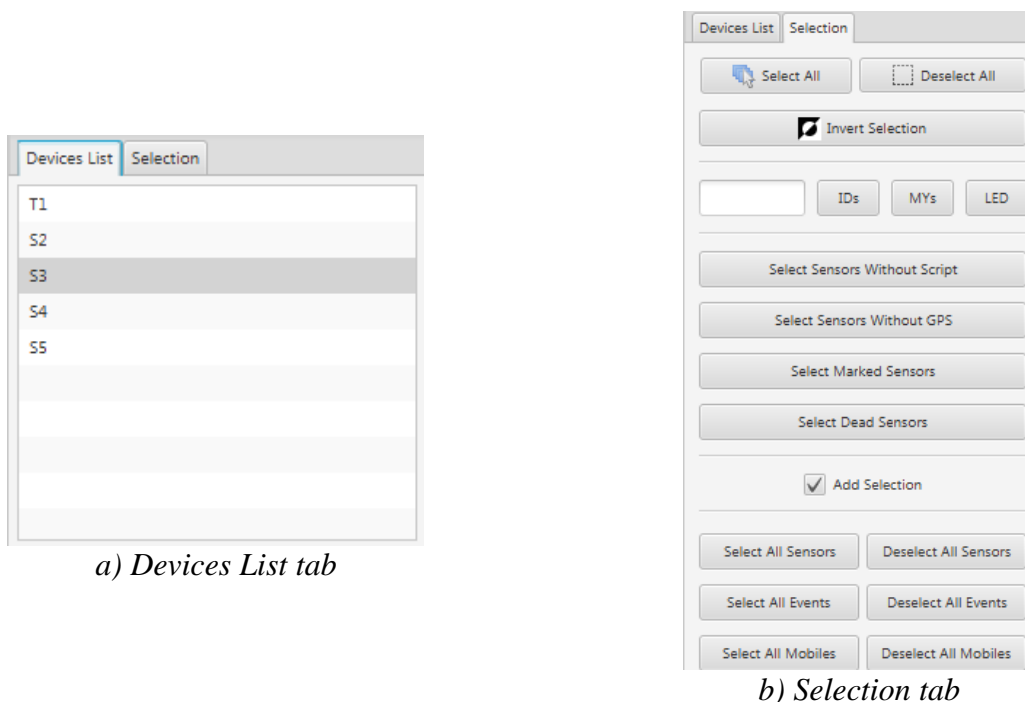 Devices List Selection
T1
S2
S3
S4
S5
a) Devices List tab
Devices List Selection
Select All Deselect All
Invert Selection
IDs MYs LED
Select Sensors Without Script
Select Sensors Without GPS
Select Marked Sensors
Select Dead Sensors
Add Selection
Select All Sensors Deselect All Sensors
Select All Events Deselect All Events
Select All Mobiles Deselect All Mobiles
b) Selection tab